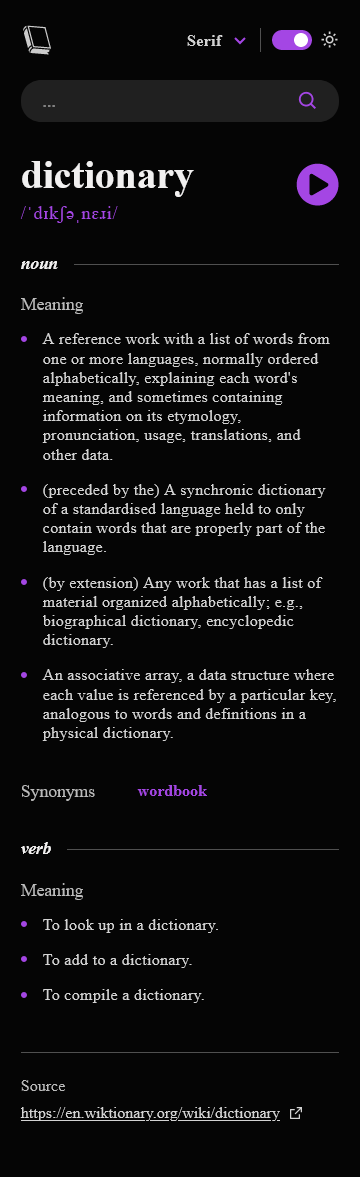 Serif
...
dictionary
/ˈdɪkʃəˌnɛɹi/
noun
Meaning
A reference work with a list of words from
one or more languages, normally ordered
alphabetically, explaining each word's
meaning, and sometimes containing
information on its etymology,
pronunciation, usage, translations, and
other data.
(preceded by the) A synchronic dictionary
of a standardised language held to only
contain words that are properly part of the
language.
(by extension) Any work that has a list of
material organized alphabetically; e.g.,
biographical dictionary, encyclopedic
dictionary.
An associative array, a data structure where
each value is referenced by a particular key,
analogous to words and definitions in a
physical dictionary.
Synonyms wordbook
verb
Meaning
To look up in a dictionary.
To add to a dictionary.
To compile a dictionary.
Source
https://en.wiktionary.org/wiki/dictionary